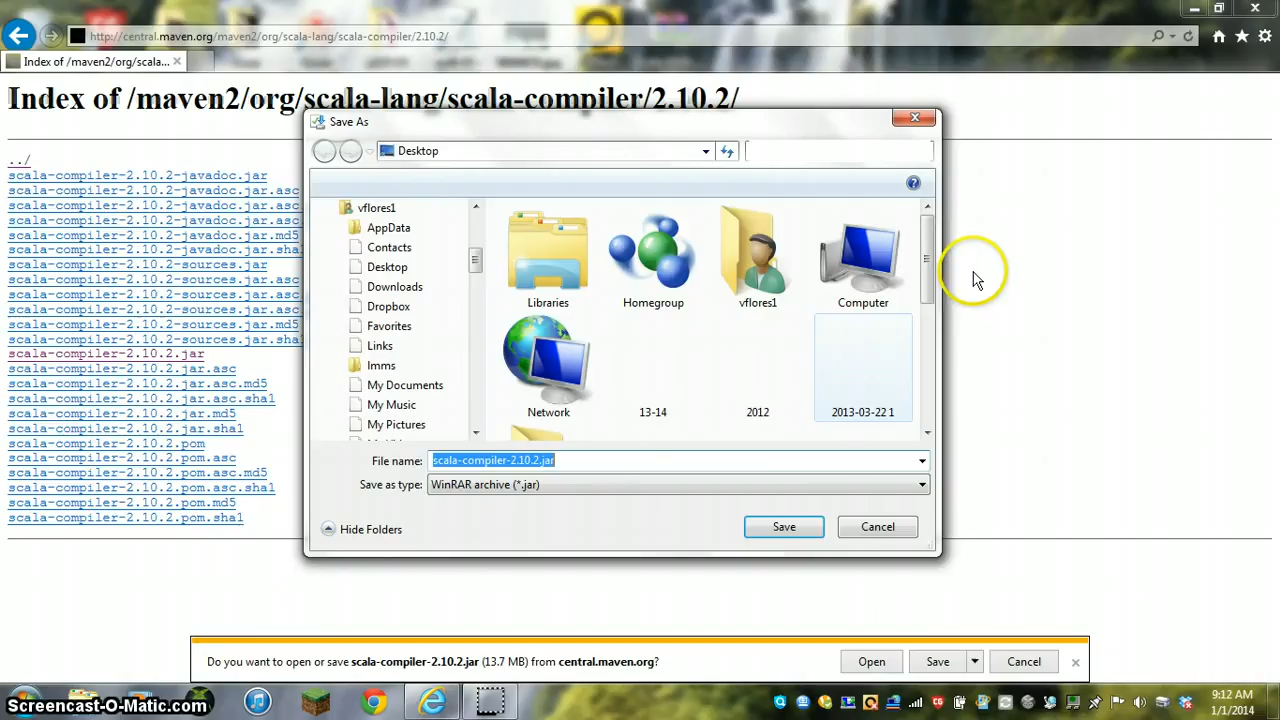 http://central.maven.org/maven2/org/scala-lang/scala-compiler/2.10.2/
Index of /maven2/org/scala...
Index of /maven2/org/scala-lang/scala-compiler/2.10.2/
../
scala-compiler-2.10.2-javadoc.jar
scala-compiler-2.10.2-javadoc.jar.asc
scala-compiler-2.10.2-javadoc.jar.asc
scala-compiler-2.10.2-javadoc.jar.asc
scala-compiler-2.10.2-javadoc.jar.md5
scala-compiler-2.10.2-javadoc.jar.sha1
scala-compiler-2.10.2-sources.jar
scala-compiler-2.10.2-sources.jar.asc
scala-compiler-2.10.2-sources.jar.asc
scala-compiler-2.10.2-sources.jar.asc
scala-compiler-2.10.2-sources.jar.md5
scala-compiler-2.10.2-sources.jar.sha1
scala-compiler-2.10.2.jar
scala-compiler-2.10.2.jar.asc
scala-compiler-2.10.2.jar.asc.md5
scala-compiler-2.10.2.jar.asc.sha1
scala-compiler-2.10.2.jar.md5
scala-compiler-2.10.2.jar.sha1
scala-compiler-2.10.2.pom
scala-compiler-2.10.2.pom.asc
scala-compiler-2.10.2.pom.asc.md5
scala-compiler-2.10.2.pom.asc.sha1
scala-compiler-2.10.2.pom.md5
scala-compiler-2.10.2.pom.sha1
Save As
Desktop
vflores1
AppData
Contacts
Desktop
Downloads
Dropbox
Favorites
Links
lmms
My Documents
My Music
My Pictures
Libraries
Homegroup
vflores1
Computer
Network
13-14
2012
2013-03-22 1
File name: scala-compiler-2.10.2.jar
Save as type: WinRAR archive (*.jar)
Hide Folders
Save
Cancel
Do you want to open or save scala-compiler-2.10.2.jar (13.7 MB) from central.maven.org?
Open
Save
Cancel
Screencast-O-Matic.com
9:12 AM
1/1/2014